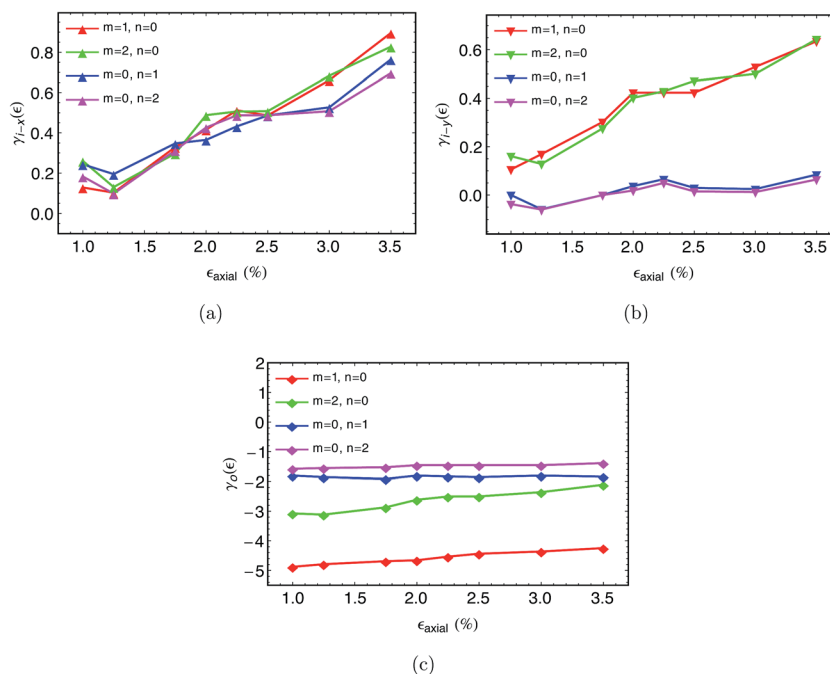 m=1, n=0
m=2, n=0
m=0, n=1
m=0, n=2
0.8
0.6
0.4
0.2
0.0
γi-x(ϵ)
1.0 1.5 2.0 2.5 3.0 3.5
ϵaxial (%)
(a)
m=1, n=0
m=2, n=0
m=0, n=1
m=0, n=2
0.6
0.4
0.2
0.0
γi-y(ϵ)
1.0 1.5 2.0 2.5 3.0 3.5
ϵaxial (%)
(b)
m=1, n=0
m=2, n=0
m=0, n=1
m=0, n=2
2
1
0
−1
−2
−3
−4
−5
γo(ϵ)
1.0 1.5 2.0 2.5 3.0 3.5
ϵaxial (%)
(c)